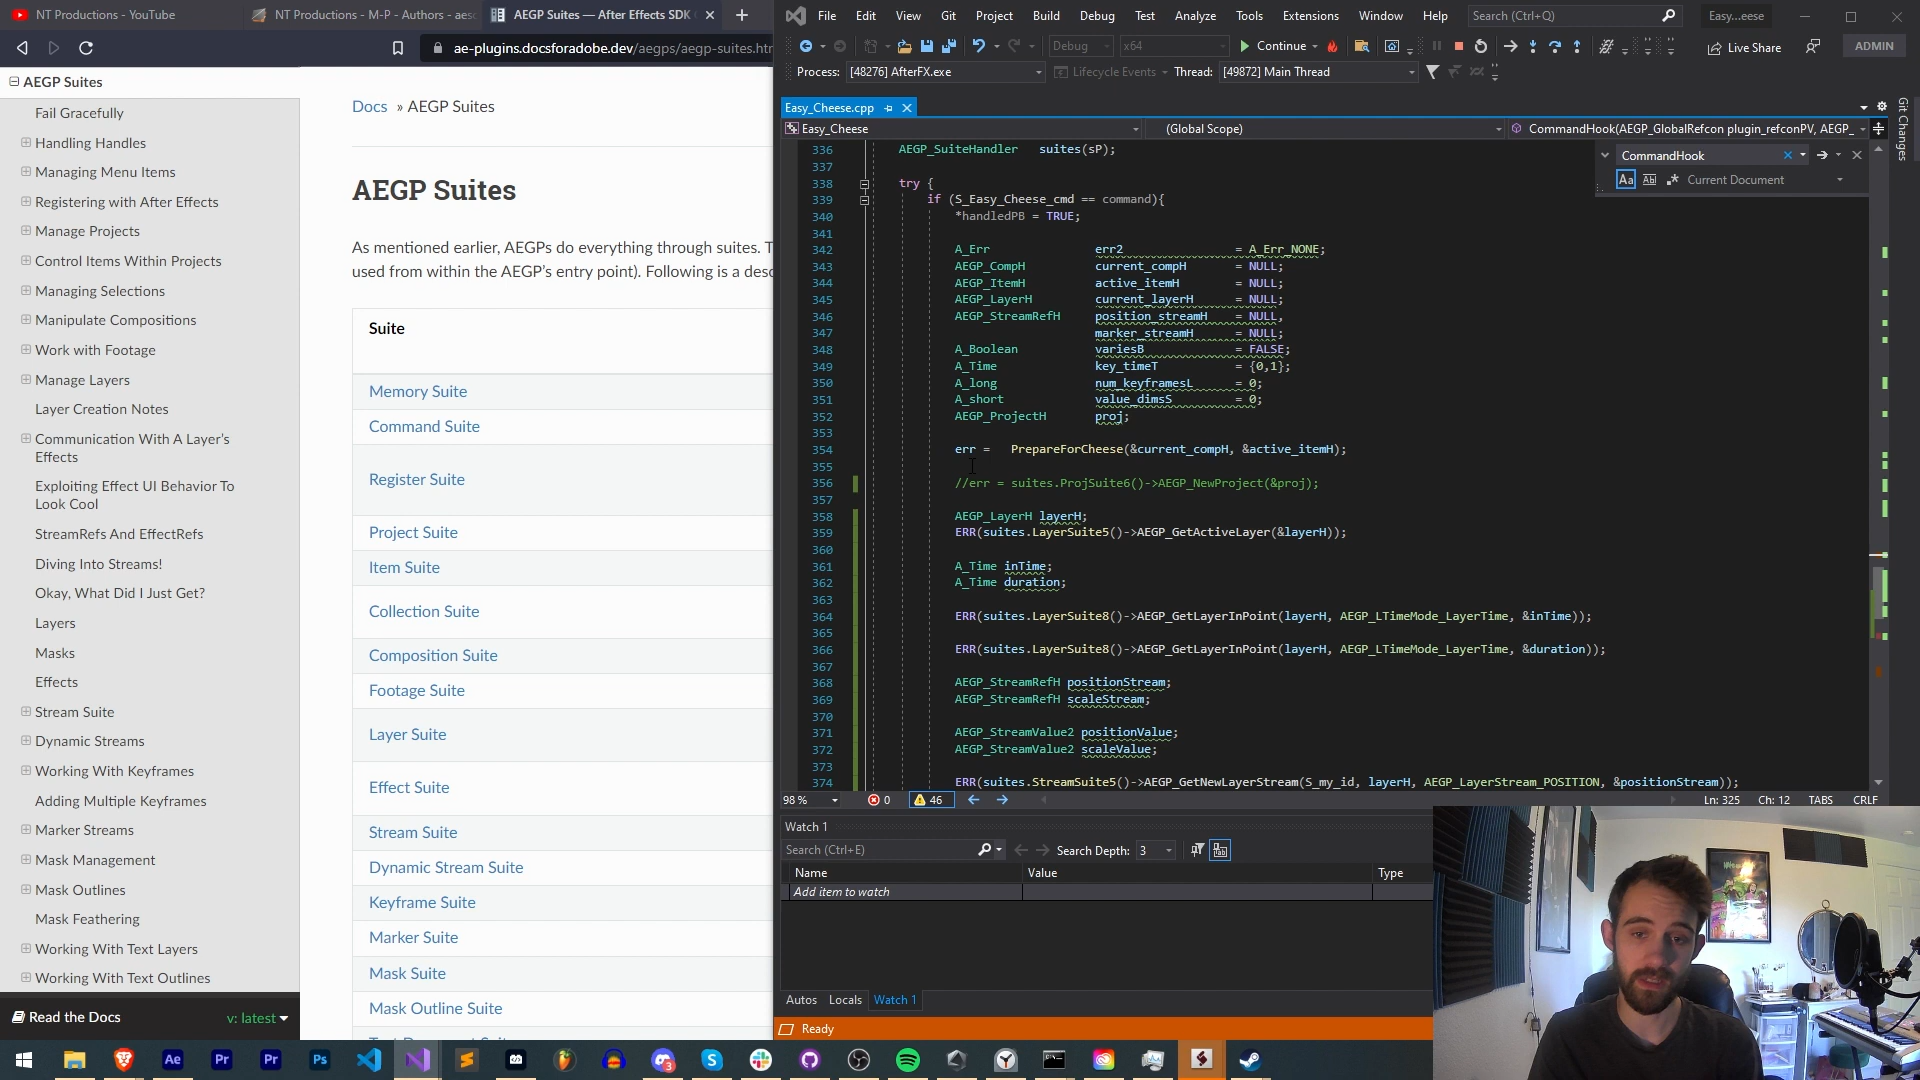 NT Productions - YouTube
NT Productions - M-P - Authors - aesc
AEGP Suites — After Effects SDK
ae-plugins.docsforadobe.dev/aegps/aegp-suites.htm
AEGP Suites
Fail Gracefully
Handling Handles
Managing Menu Items
Registering with After Effects
Manage Projects
Control Items Within Projects
Managing Selections
Manipulate Compositions
Work with Footage
Manage Layers
Layer Creation Notes
Communication With A Layer's
Effects
Exploiting Effect UI Behavior To
Look Cool
StreamRefs And EffectRefs
Diving Into Streams!
Okay, What Did I Just Get?
Layers
Masks
Effects
Stream Suite
Dynamic Streams
Working With Keyframes
Adding Multiple Keyframes
Marker Streams
Mask Management
Mask Outlines
Mask Feathering
Working With Text Layers
Working With Text Outlines
Read the Docs
v: latest
Docs » AEGP Suites
AEGP Suites
As mentioned earlier, AEGPs do everything through suites. T
used from within the AEGP's entry point). Following is a desc
Suite
Memory Suite
Command Suite
Register Suite
Project Suite
Item Suite
Collection Suite
Composition Suite
Footage Suite
Layer Suite
Effect Suite
Stream Suite
Dynamic Stream Suite
Keyframe Suite
Marker Suite
Mask Suite
Mask Outline Suite
File Edit View Git Project Build Debug Test Analyze Tools Extensions Window Help Search (Ctrl+Q) Easy...eese
Debug x64 Continue Live Share ADMIN
Process: [48276] AfterFX.exe Lifecycle Events Thread: [49872] Main Thread
Easy_Cheese.cpp
Easy_Cheese (Global Scope) CommandHook(AEGP_GlobalRefcon plugin_refconPV, AEGP_
Git Changes
CommandHook
Aa Current Document
336 AEGP_SuiteHandler suites(sP);
337
338 try {
339 if (S_Easy_Cheese_cmd == command){
340 *handledPB = TRUE;
341
342 A_Err err2 = A_Err_NONE;
343 AEGP_CompH current_compH = NULL;
344 AEGP_ItemH active_itemH = NULL;
345 AEGP_LayerH current_layerH = NULL;
346 AEGP_StreamRefH position_streamH = NULL,
347 marker_streamH = NULL;
348 A_Boolean variesB = FALSE;
349 A_Time key_timeT = {0,1};
350 A_long num_keyframesL = 0;
351 A_short value_dimsS = 0;
352 AEGP_ProjectH proj;
353
354 err = PrepareForCheese(&current_compH, &active_itemH);
355
356 //err = suites.ProjSuite6()->AEGP_NewProject(&proj);
357
358 AEGP_LayerH layerH;
359 ERR(suites.LayerSuite5()->AEGP_GetActiveLayer(&layerH));
360
361 A_Time inTime;
362 A_Time duration;
363
364 ERR(suites.LayerSuite8()->AEGP_GetLayerInPoint(layerH, AEGP_LTimeMode_LayerTime, &inTime));
365
366 ERR(suites.LayerSuite8()->AEGP_GetLayerInPoint(layerH, AEGP_LTimeMode_LayerTime, &duration));
367
368 AEGP_StreamRefH positionStream;
369 AEGP_StreamRefH scaleStream;
370
371 AEGP_StreamValue2 positionValue;
372 AEGP_StreamValue2 scaleValue;
373
374 ERR(suites.StreamSuite5()->AEGP_GetNewLayerStream(S_my_id, layerH, AEGP_LayerStream_POSITION, &positionStream));
98 % 0 46 Ln: 325 Ch: 12 TABS CRLF
Watch 1
Search (Ctrl+E) Search Depth: 3
Name Value Type
Add item to watch
Autos Locals Watch 1
Ready
Ae Pr Pr Ps